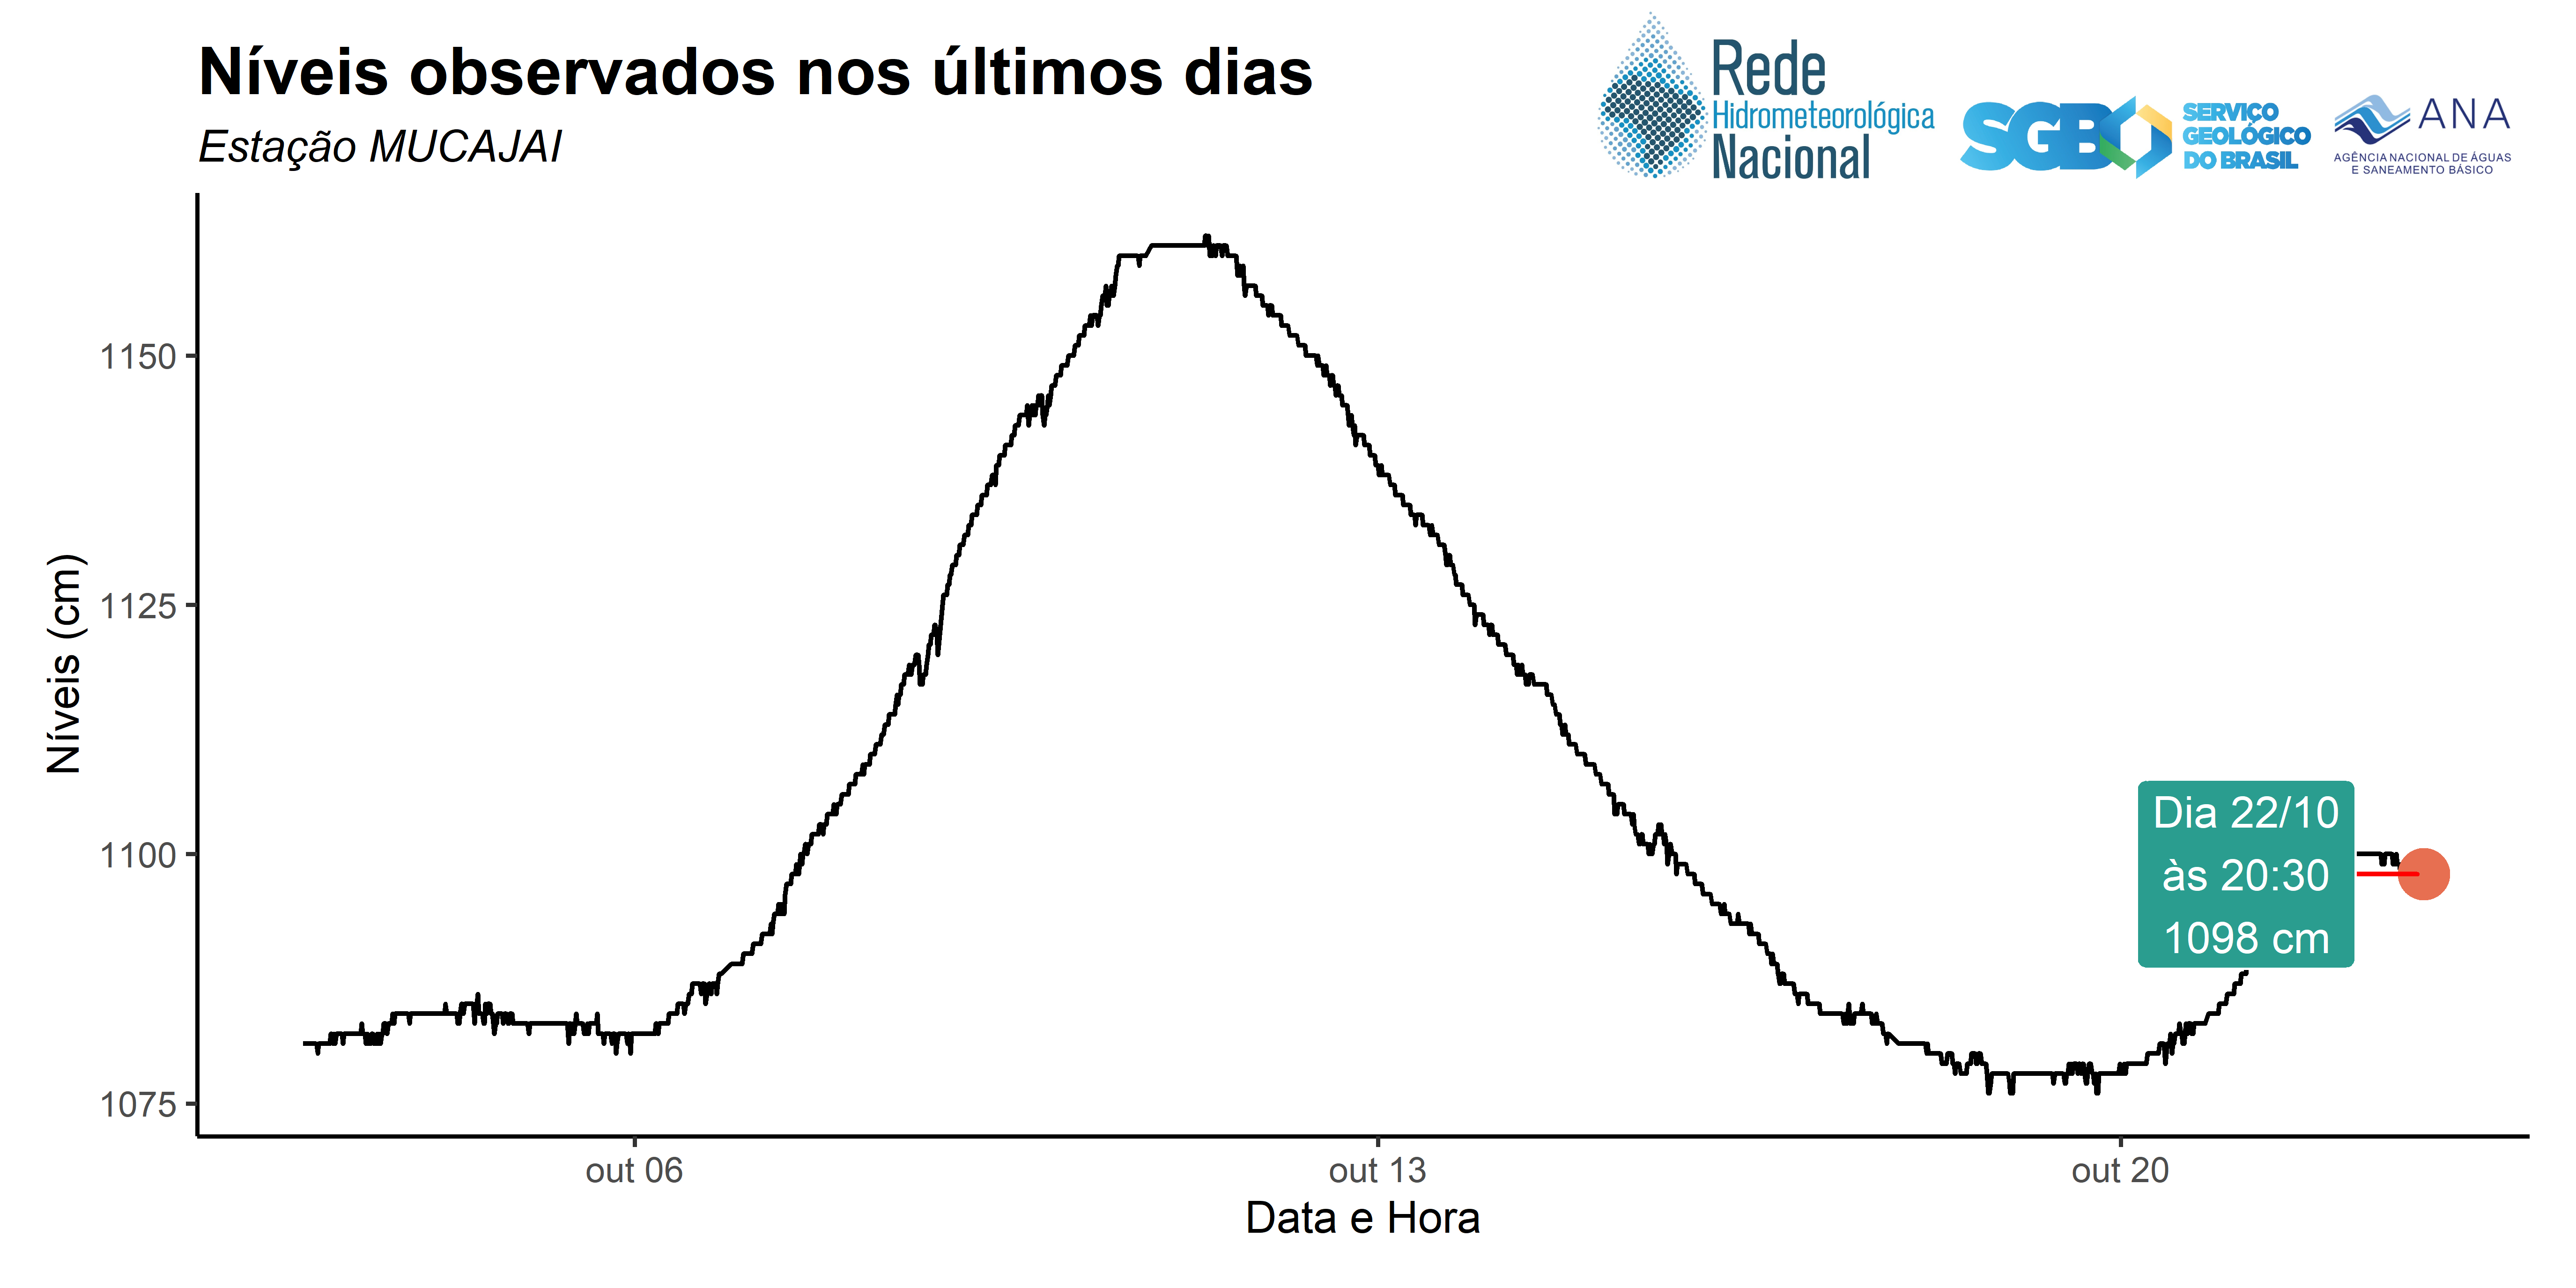 Níveis observados nos últimos dias
Estação MUCAJAI
Rede
Hidrometeorológica
Nacional
SGB
SERVIÇO
GEOLÓGICO
DO BRASIL
ANA
AGÊNCIA NACIONAL DE ÁGUAS
E SANEAMENTO BÁSICO
Níveis (cm)
1150
1125
1100
1075
Dia 22/10
às 20:30
1098 cm
out 06
out 13
out 20
Data e Hora